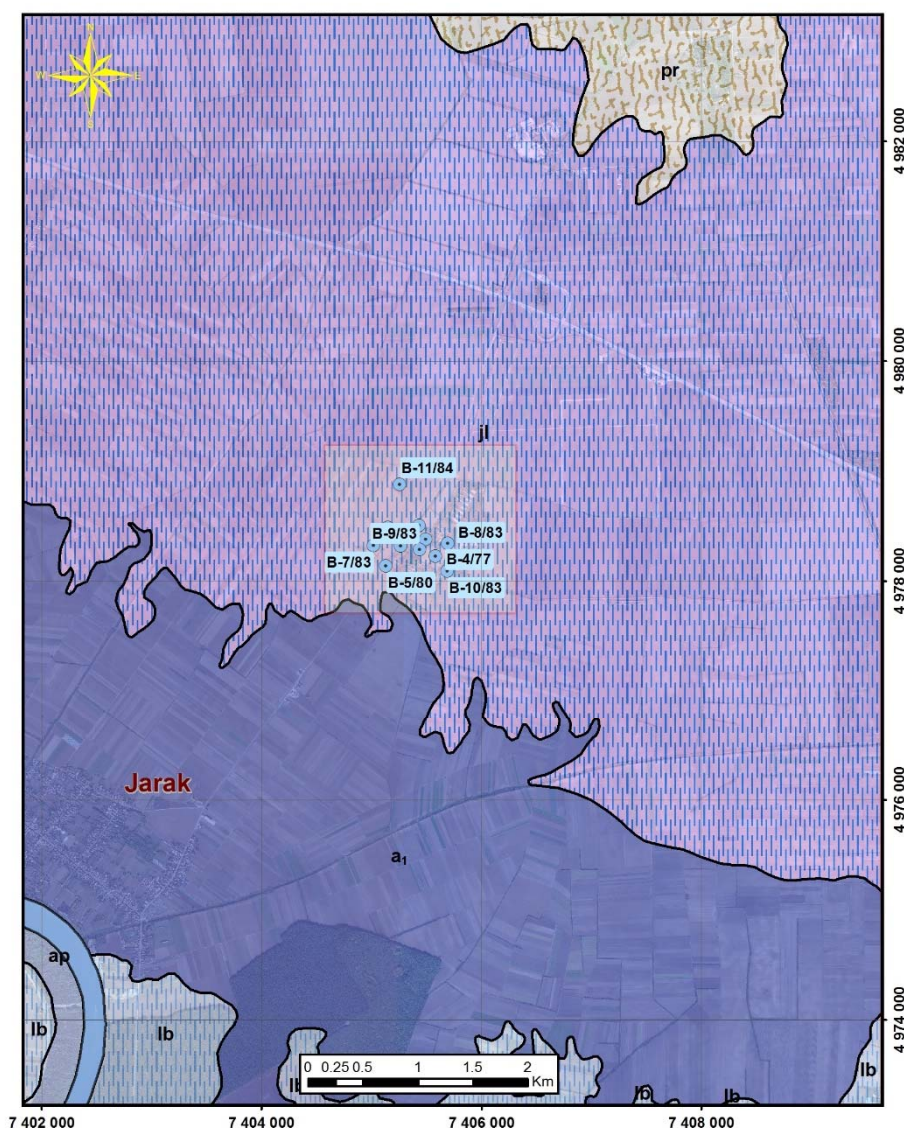 N
W E
S
pr
4 982 000
4 980 000
jl
B-11/84
B-9/83
B-8/83
B-7/83
B-4/77
B-5/80
B-10/83
4 978 000
Jarak
4 976 000
a₁
ap
lb
lb
4 974 000
lb
lb
lb
lb
0 0.25 0.5 1 1.5 2
Km
7 402 000 7 404 000 7 406 000 7 408 000